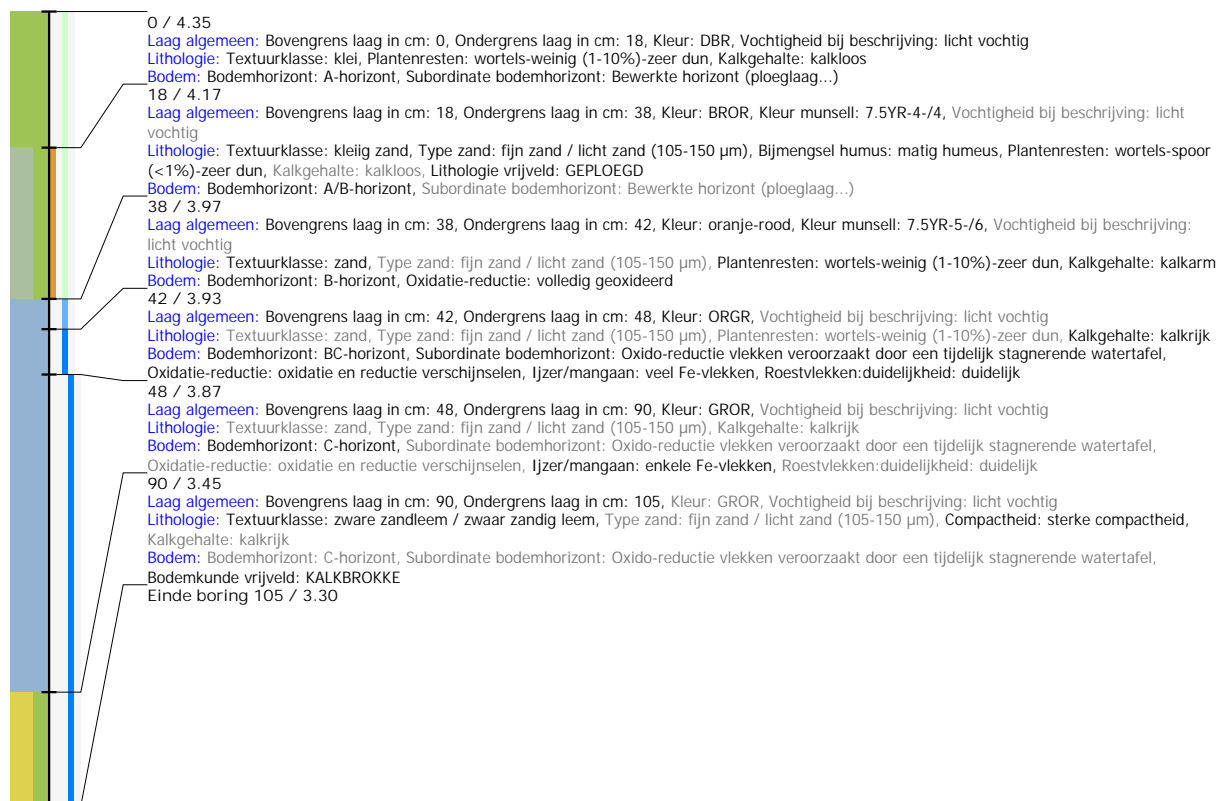 0 / 4.35
Laag algemeen: Bovengrens laag in cm: 0, Ondergrens laag in cm: 18, Kleur: DBR, Vochtigheid bij beschrijving: licht vochtig
Lithologie: Textuurklasse: klei, Plantenresten: wortels-weinig (1-10%)-zeer dun, Kalkgehalte: kalkloos
Bodem: Bodemhorizont: A-horizont, Subordinate bodemhorizont: Bewerkte horizont (ploeglaag...)
18 / 4.17
Laag algemeen: Bovengrens laag in cm: 18, Ondergrens laag in cm: 38, Kleur: BROR, Kleur munsell: 7.5YR-4-/4, Vochtigheid bij beschrijving: licht
vochtig
Lithologie: Textuurklasse: kleiig zand, Type zand: fijn zand / licht zand (105-150 µm), Bijmengsel humus: matig humeus, Plantenresten: wortels-spoor
(<1%)-zeer dun, Kalkgehalte: kalkloos, Lithologie vrijveld: GEPLOEGD
Bodem: Bodemhorizont: A/B-horizont, Subordinate bodemhorizont: Bewerkte horizont (ploeglaag...)
38 / 3.97
Laag algemeen: Bovengrens laag in cm: 38, Ondergrens laag in cm: 42, Kleur: oranje-rood, Kleur munsell: 7.5YR-5-/6, Vochtigheid bij beschrijving:
licht vochtig
Lithologie: Textuurklasse: zand, Type zand: fijn zand / licht zand (105-150 µm), Plantenresten: wortels-weinig (1-10%)-zeer dun, Kalkgehalte: kalkarm
Bodem: Bodemhorizont: B-horizont, Oxidatie-reductie: volledig geoxideerd
42 / 3.93
Laag algemeen: Bovengrens laag in cm: 42, Ondergrens laag in cm: 48, Kleur: ORGR, Vochtigheid bij beschrijving: licht vochtig
Lithologie: Textuurklasse: zand, Type zand: fijn zand / licht zand (105-150 µm), Plantenresten: wortels-weinig (1-10%)-zeer dun, Kalkgehalte: kalkrijk
Bodem: Bodemhorizont: BC-horizont, Subordinate bodemhorizont: Oxido-reductie vlekken veroorzaakt door een tijdelijk stagnerende watertafel,
Oxidatie-reductie: oxidatie en reductie verschijnselen, Ijzer/mangaan: veel Fe-vlekken, Roestvlekken:duidelijkheid: duidelijk
48 / 3.87
Laag algemeen: Bovengrens laag in cm: 48, Ondergrens laag in cm: 90, Kleur: GROR, Vochtigheid bij beschrijving: licht vochtig
Lithologie: Textuurklasse: zand, Type zand: fijn zand / licht zand (105-150 µm), Kalkgehalte: kalkrijk
Bodem: Bodemhorizont: C-horizont, Subordinate bodemhorizont: Oxido-reductie vlekken veroorzaakt door een tijdelijk stagnerende watertafel,
Oxidatie-reductie: oxidatie en reductie verschijnselen, Ijzer/mangaan: enkele Fe-vlekken, Roestvlekken:duidelijkheid: duidelijk
90 / 3.45
Laag algemeen: Bovengrens laag in cm: 90, Ondergrens laag in cm: 105, Kleur: GROR, Vochtigheid bij beschrijving: licht vochtig
Lithologie: Textuurklasse: zware zandleem / zwaar zandig leem, Type zand: fijn zand / licht zand (105-150 µm), Compactheid: sterke compactheid,
Kalkgehalte: kalkrijk
Bodem: Bodemhorizont: C-horizont, Subordinate bodemhorizont: Oxido-reductie vlekken veroorzaakt door een tijdelijk stagnerende watertafel,
Bodemkunde vrijveld: KALKBROKKE
Einde boring 105 / 3.30